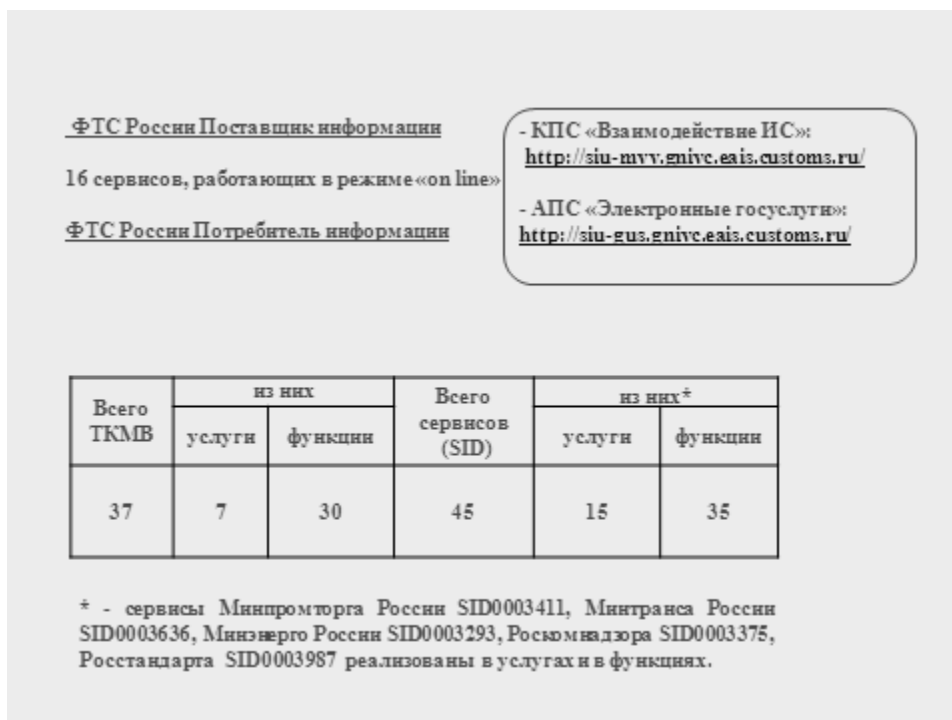 ФТС России Поставщик информации
16 сервисов, работающих в режиме «on line»
ФТС России Потребитель информации
- КПС «Взаимодействие ИС»:
http://siu-mvv.gnivc.eais.customs.ru/
- АПС «Электронные госуслуги»:
http://siu-gus.gnivc.eais.customs.ru/
Всего ТКМВ
из них
услуги
функции
Всего сервисов (SID)
из них*
услуги
функции
37 7 30 45 15 35
* - сервисы Минпромторга России SID0003411, Минтранса России
SID0003636, Минэнерго России SID0003293, Роскомнадзора SID0003375,
Росстандарта SID0003987 реализованы в услугах и в функциях.